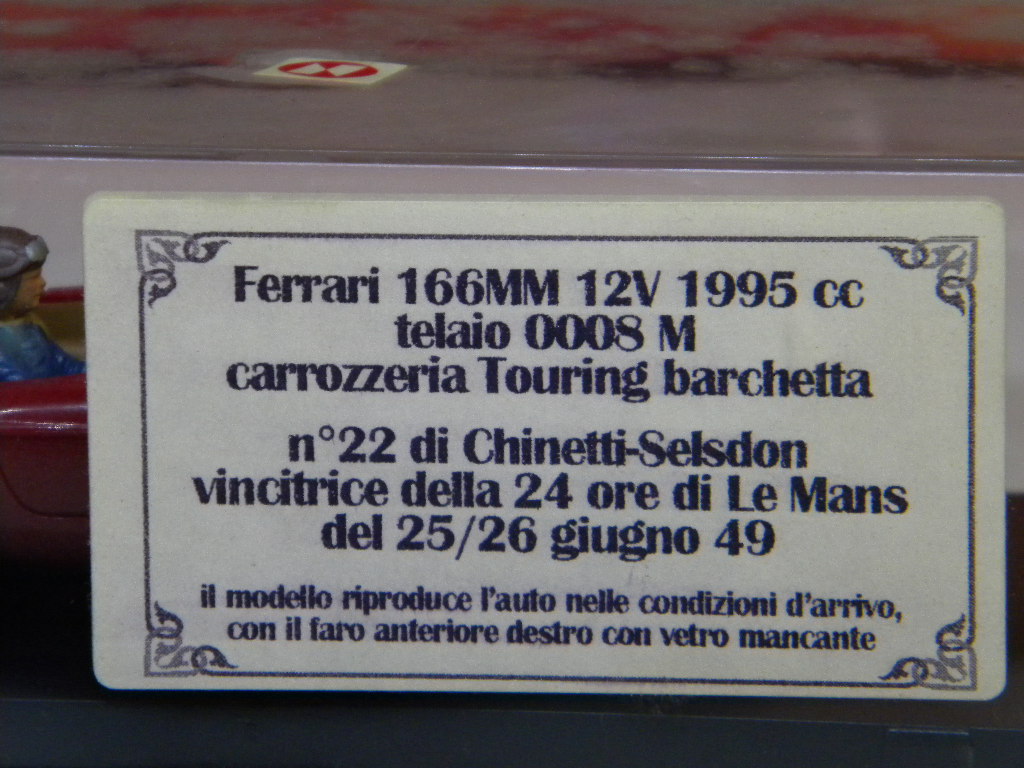 Ferrari 166MM 12V 1995 cc
telaio 0008 M
carrozzeria Touring barchetta
n°22 di Chinetti-Selsdon
vincitrice della 24 ore di Le Mans
del 25/26 giugno 49
il modello riproduce l'auto nelle condizioni d'arrivo,
con il faro anteriore destro con vetro mancante